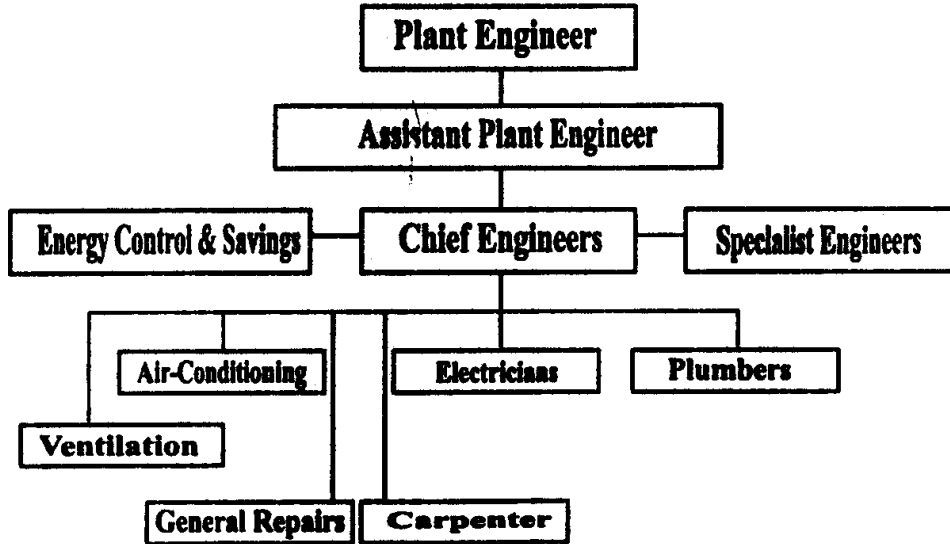 Plant Engineer
Assistant Plant Engineer
Energy Control & Savings
Chief Engineers
Specialist Engineers
Air-Conditioning
Electricians
Plumbers
Ventilation
General Repairs
Carpenter